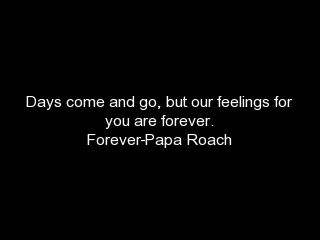 Days come and go, but our feelings for
you are forever.
Forever-Papa Roach